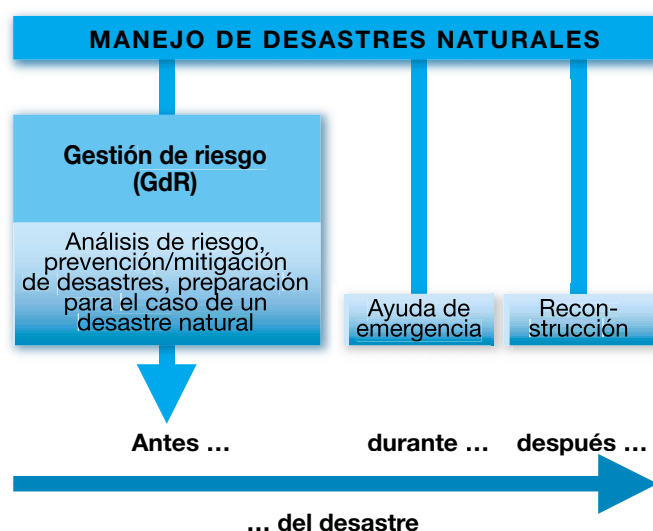 MANEJO DE DESASTRES NATURALES
Gestión de riesgo
(GdR)
Análisis de riesgo,
prevención/mitigación
de desastres, preparación
para el caso de un
desastre natural
Ayuda de
emergencia
Recon-
strucción
Antes …
durante …
después …
… del desastre